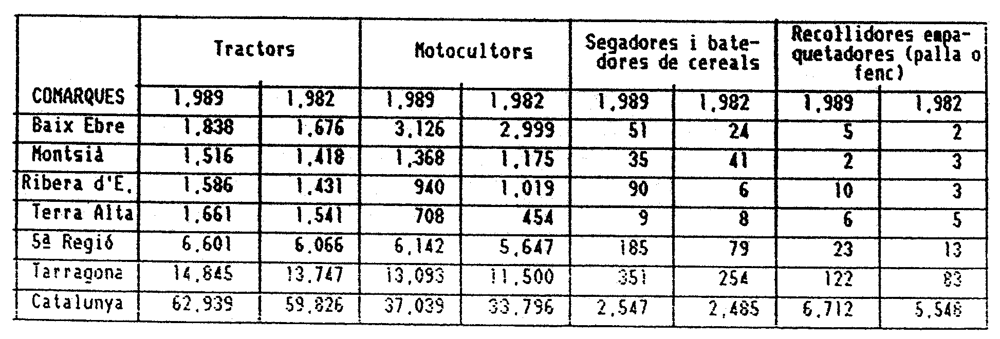 Tractors Motocultors Segadores i bate-
dores de cereals Recol·lidores empa-
quetadores (palla o
fenc)
COMARQUES 1.989 1.982 1.989 1.982 1.989 1.982 1.989 1.982
Baix Ebre 1.838 1.676 3.126 2.999 51 24 5 2
Montsià 1.516 1.418 1.368 1.175 35 41 2 3
Ribera d'E. 1.586 1.431 940 1.019 90 6 10 3
Terra Alta 1.661 1.541 708 454 9 8 6 5
5ª Regió 6.601 6.066 6.142 5.647 185 79 23 13
Tarragona 14.845 13.747 13.093 11.500 351 254 122 83
Catalunya 62.939 59.826 37.039 33.796 2.547 2.485 6.712 5.548